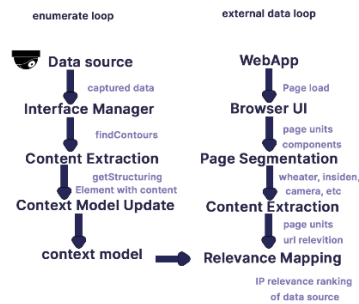 enumerate loop
Data source
captured data
Interface Manager
findContours
Content Extraction
getStructuring
Element with content
Context Model Update
context model
external data loop
WebApp
Page load
Browser UI
page units
components
Page Segmentation
wheater, insiden,
camera, etc
Content Extraction
page units
url relevition
Relevance Mapping
IP relevance ranking
of data source